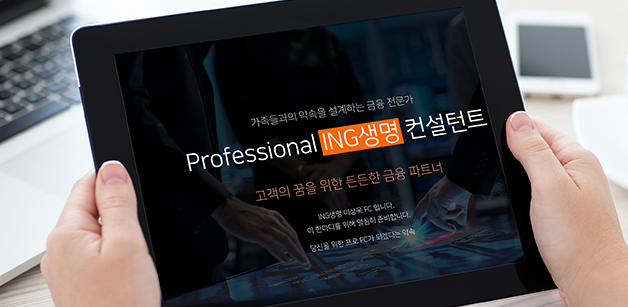 가족들과의 약속을 설계하는 금융 전문가
Professional ING생명 컨설턴트
고객의 꿈을 위한 든든한 금융 파트너
ING생명 이상욱 FC 입니다.
이 한마디를 위해 열심히 준비합니다.
당신을 위한 프로 FC가 되겠다는 약속